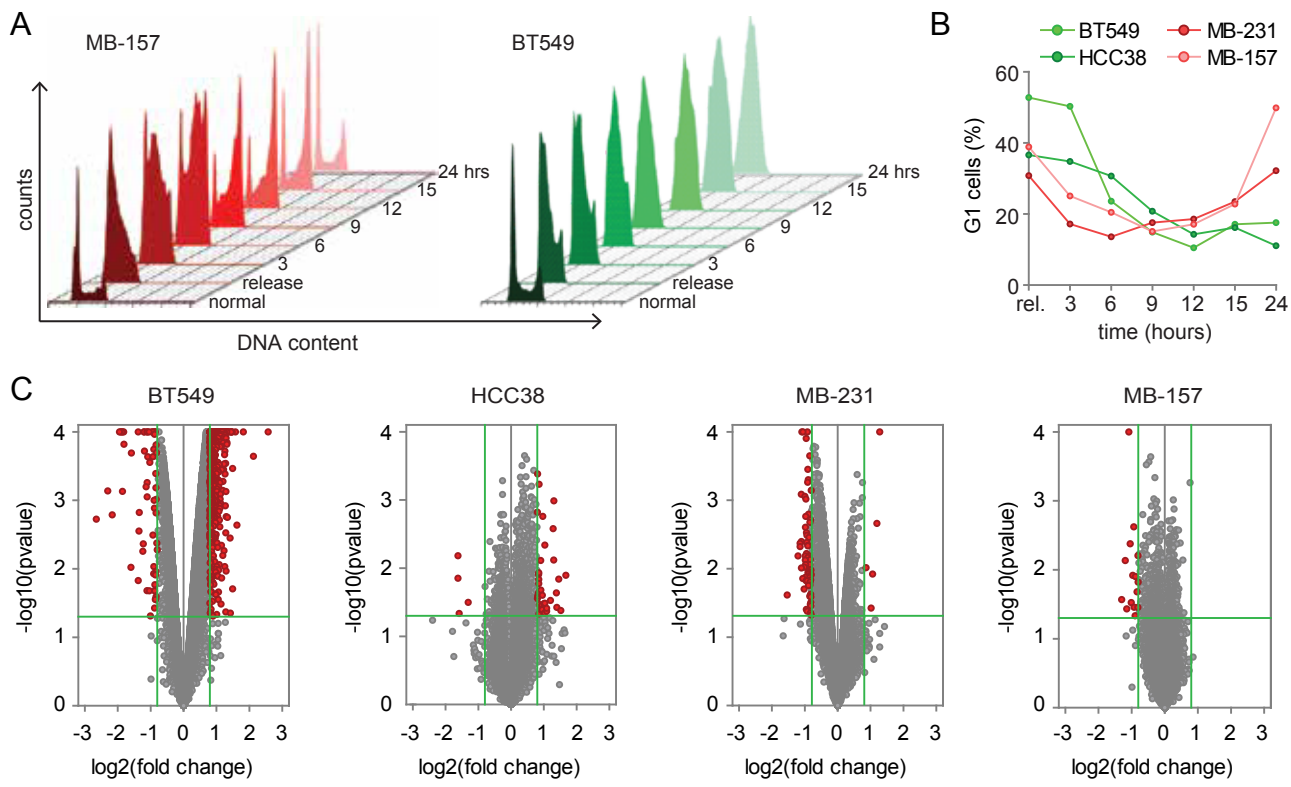 A
MB-157
BT549
counts
24 hrs
15
12
9
6
3
release
normal
24 hrs
15
12
9
6
3
release
normal
DNA content
B
BT549
MB-231
HCC38
MB-157
60
40
20
0
G1 cells (%)
rel. 3 6 9 12 15 24
time (hours)
C
BT549
HCC38
MB-231
MB-157
4
3
2
1
0
-log10(pvalue)
-3 -2 -1 0 1 2 3
log2(fold change)
4
3
2
1
0
-log10(pvalue)
-3 -2 -1 0 1 2 3
log2(fold change)
4
3
2
1
0
-log10(pvalue)
-3 -2 -1 0 1 2 3
log2(fold change)
4
3
2
1
0
-log10(pvalue)
-3 -2 -1 0 1 2 3
log2(fold change)